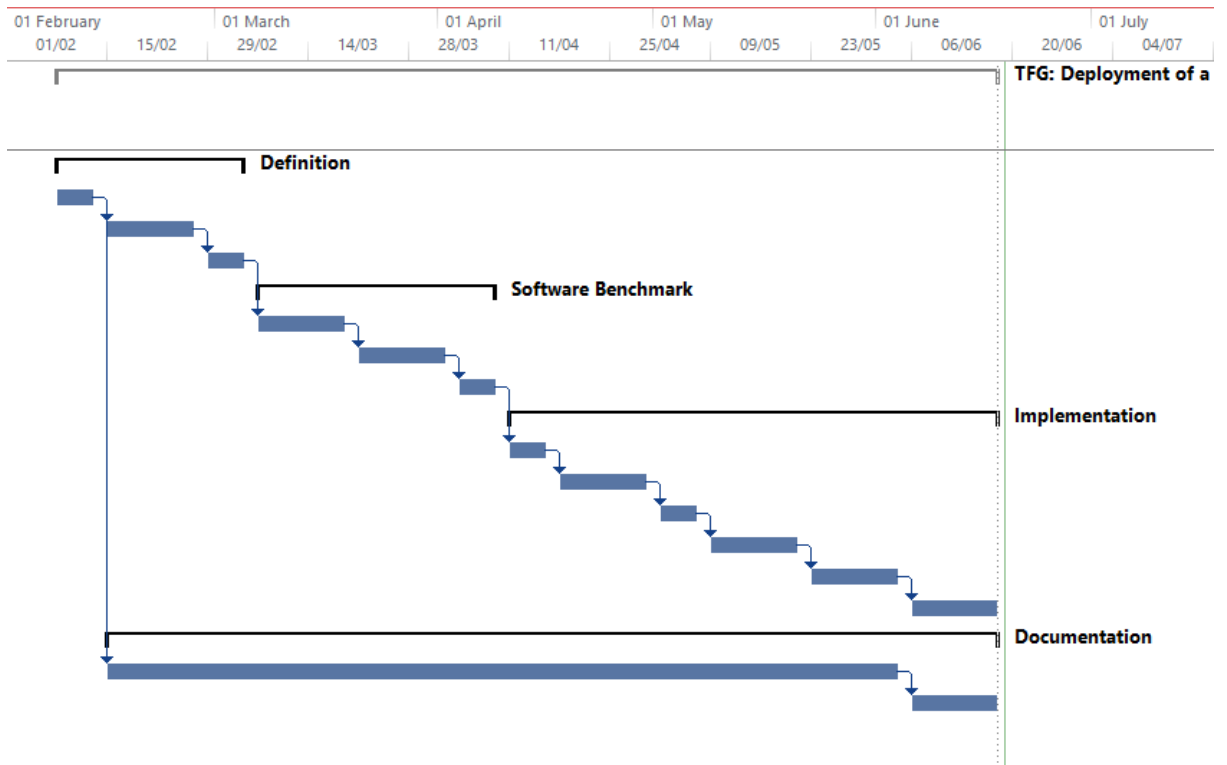 01 February 01 March 01 April 01 May 01 June 01 July
01/02 15/02 29/02 14/03 28/03 11/04 25/04 09/05 23/05 06/06 20/06 04/07
TFG: Deployment of a
Definition
Software Benchmark
Implementation
Documentation